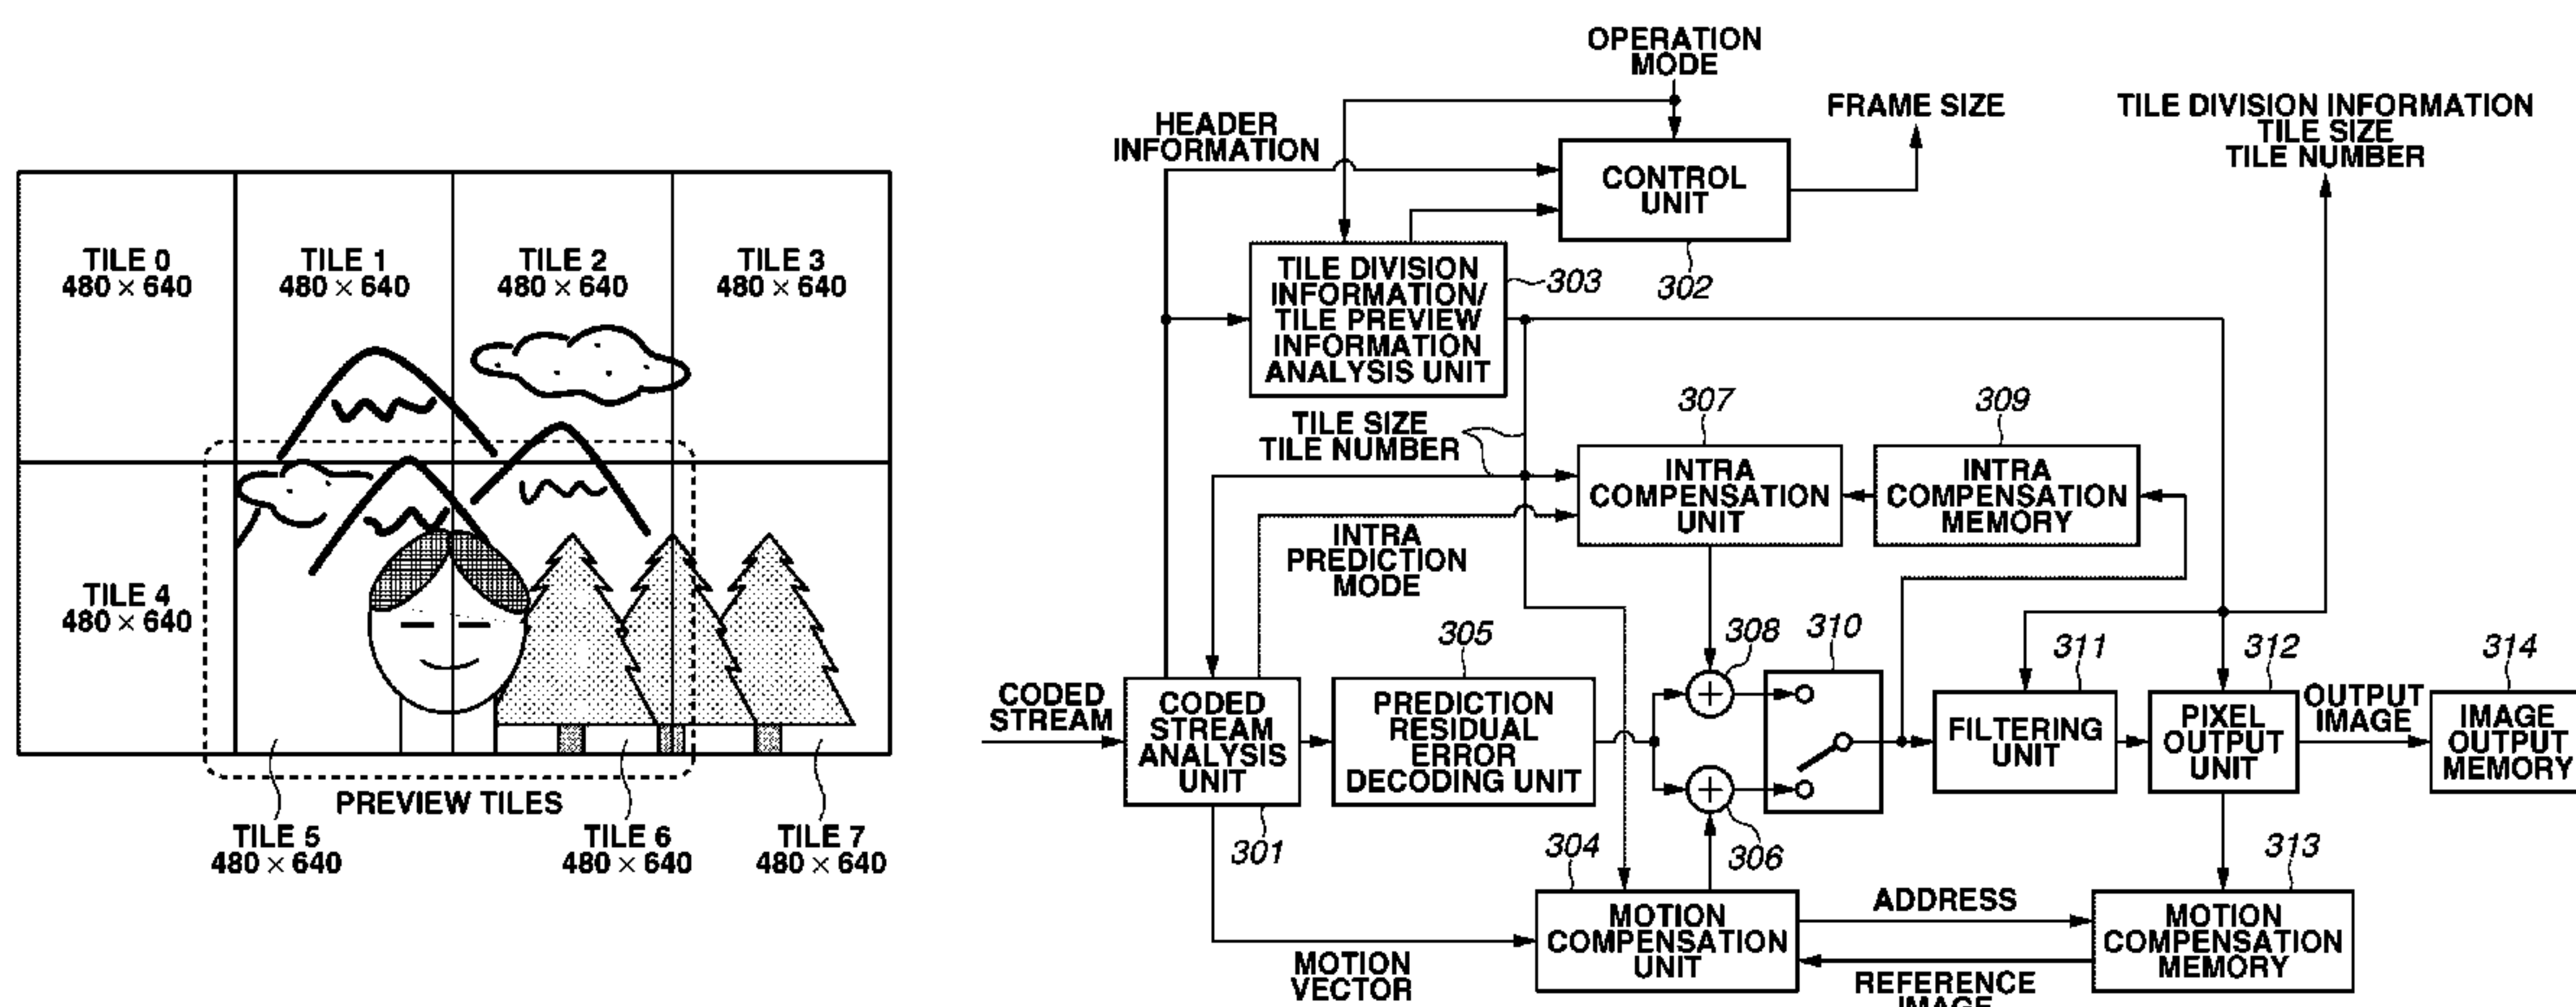 TILE 0
480 × 640
TILE 1
480 × 640
TILE 2
480 × 640
TILE 3
480 × 640
TILE 4
480 × 640
PREVIEW TILES
TILE 5
480 × 640
TILE 6
480 × 640
TILE 7
480 × 640
OPERATION
MODE
HEADER
INFORMATION
FRAME SIZE
TILE DIVISION INFORMATION
TILE SIZE
TILE NUMBER
CONTROL
UNIT
302
TILE DIVISION
INFORMATION/
TILE PREVIEW
INFORMATION
ANALYSIS UNIT
303
TILE SIZE
TILE NUMBER
307
INTRA
COMPENSATION
UNIT
309
INTRA
COMPENSATION
MEMORY
INTRA
PREDICTION
MODE
CODED
STREAM
CODED
STREAM
ANALYSIS
UNIT
301
305
PREDICTION
RESIDUAL
ERROR
DECODING UNIT
308
306
310
311
FILTERING
UNIT
312
PIXEL
OUTPUT
UNIT
OUTPUT
IMAGE
314
IMAGE
OUTPUT
MEMORY
304
MOTION
COMPENSATION
UNIT
MOTION
VECTOR
ADDRESS
REFERENCE
IMAGE
313
MOTION
COMPENSATION
MEMORY